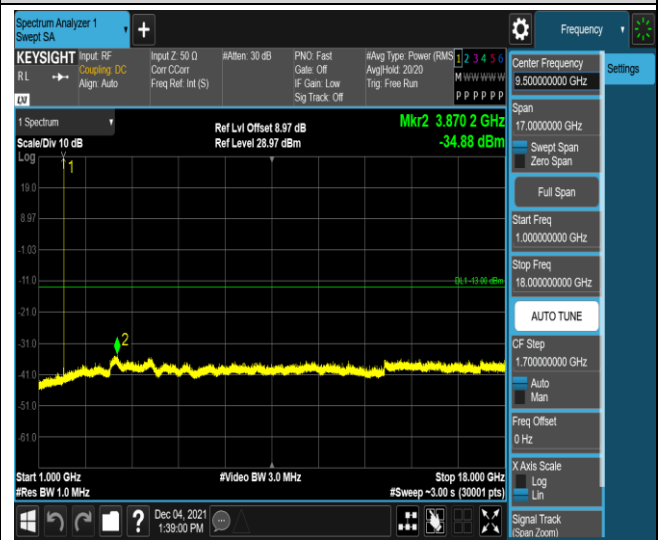 Spectrum Analyzer 1
Swept SA
Frequency
KEYSIGHT
RL
LXI
Input: RF
Coupling: DC
Align: Auto
Input Z: 50 Ω
Corr CCorr
Freq Ref: Int (S)
#Atten: 30 dB
PNO: Fast
Gate: Off
IF Gain: Low
Sig Track: Off
#Avg Type: Power (RMS
Avg|Hold: 20/20
Trig: Free Run
1 2 3 4 5 6
M W W W W W
P P P P P P
1 Spectrum
Scale/Div 10 dB
Log
Ref Lvl Offset 8.97 dB
Ref Level 28.97 dBm
Mkr2 3.870 2 GHz
-34.88 dBm
1
19.0
8.97
-1.03
-11.0
DL1 -13.00 dBm
-21.0
-31.0
2
-41.0
-51.0
-61.0
Start 1.000 GHz
#Res BW 1.0 MHz
#Video BW 3.0 MHz
Stop 18.000 GHz
#Sweep ~3.00 s (30001 pts)
Dec 04, 2021
1:39:00 PM
Center Frequency
9.500000000 GHz
Settings
Span
17.0000000 GHz
Swept Span
Zero Span
Full Span
Start Freq
1.000000000 GHz
Stop Freq
18.000000000 GHz
AUTO TUNE
CF Step
1.700000000 GHz
Auto
Man
Freq Offset
0 Hz
X Axis Scale
Log
Lin
Signal Track
(Span Zoom)